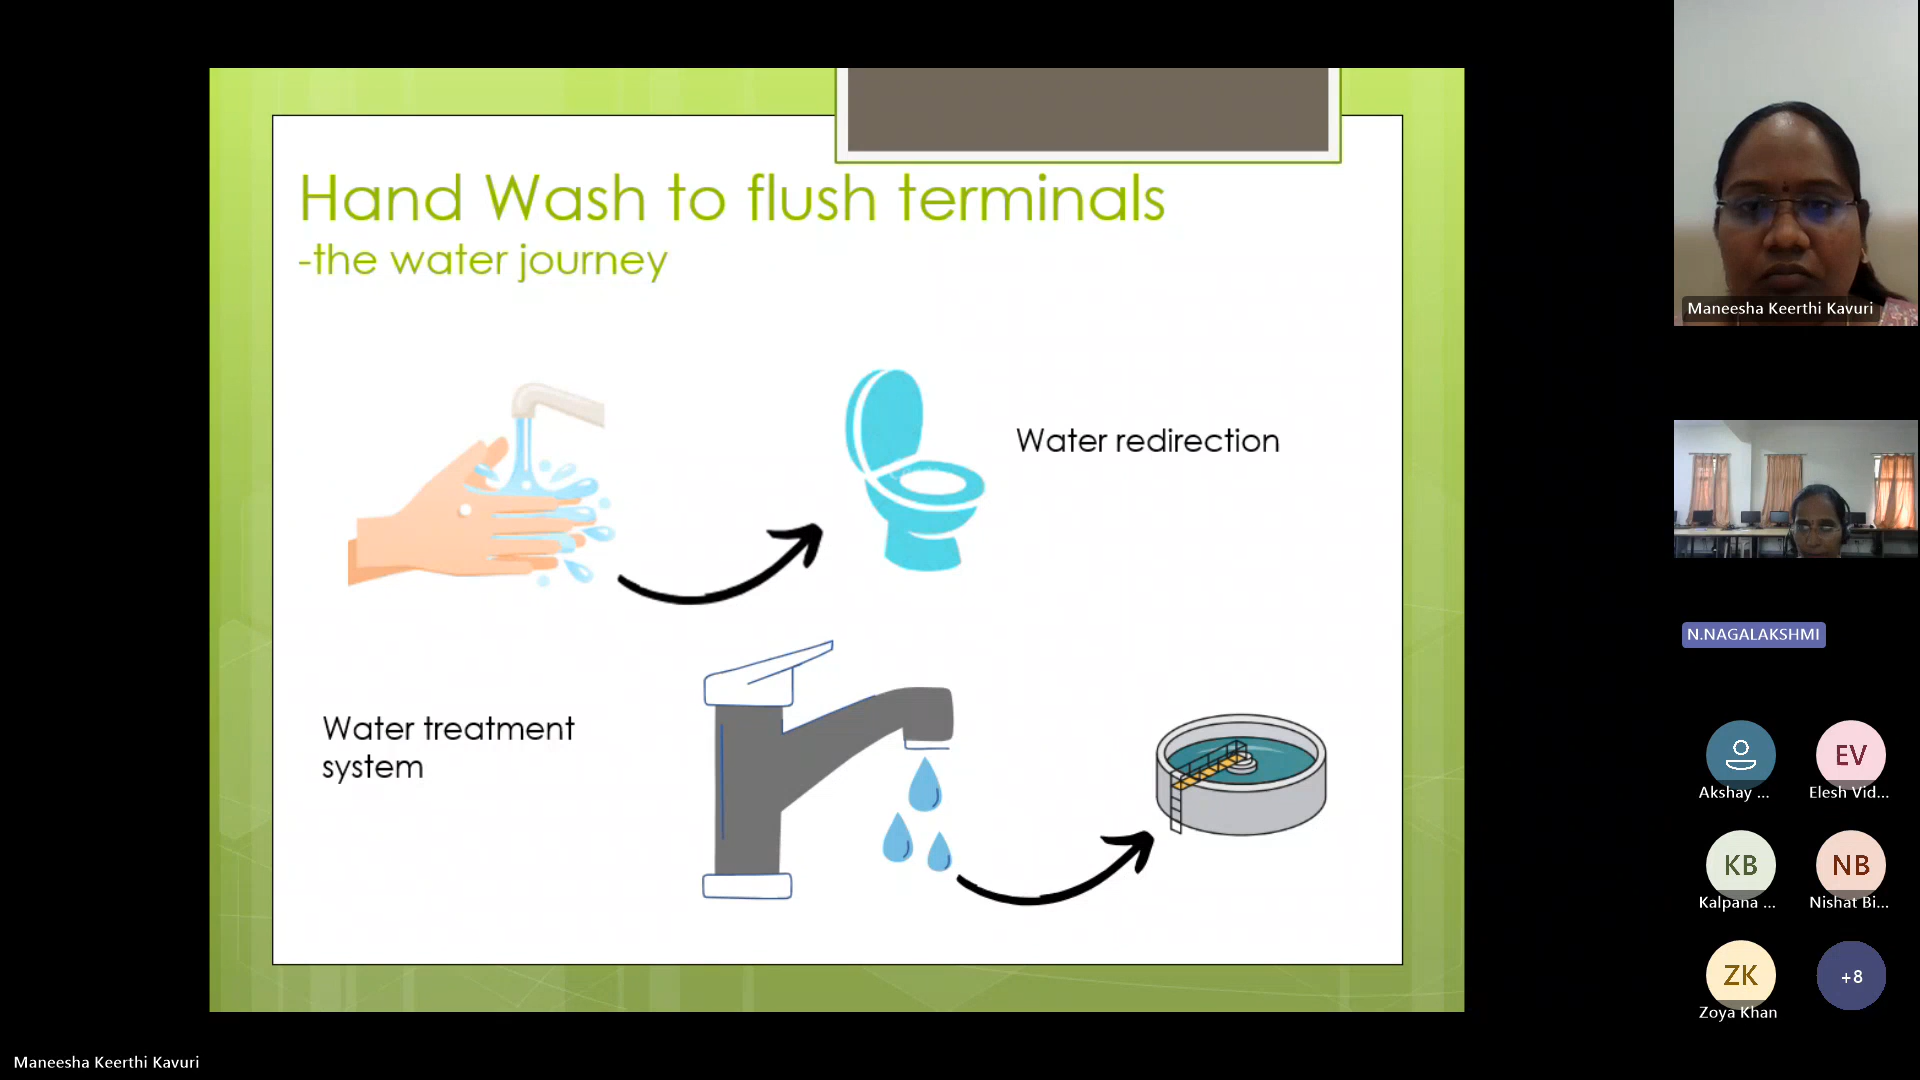 Hand Wash to flush terminals
-the water journey
Water redirection
Water treatment
system
Maneesha Keerthi Kavuri
N.NAGALAKSHMI
Akshay ...
EV
Elesh Vid...
KB
Kalpana ...
NB
Nishat Bi...
ZK
Zoya Khan
+8
Maneesha Keerthi Kavuri